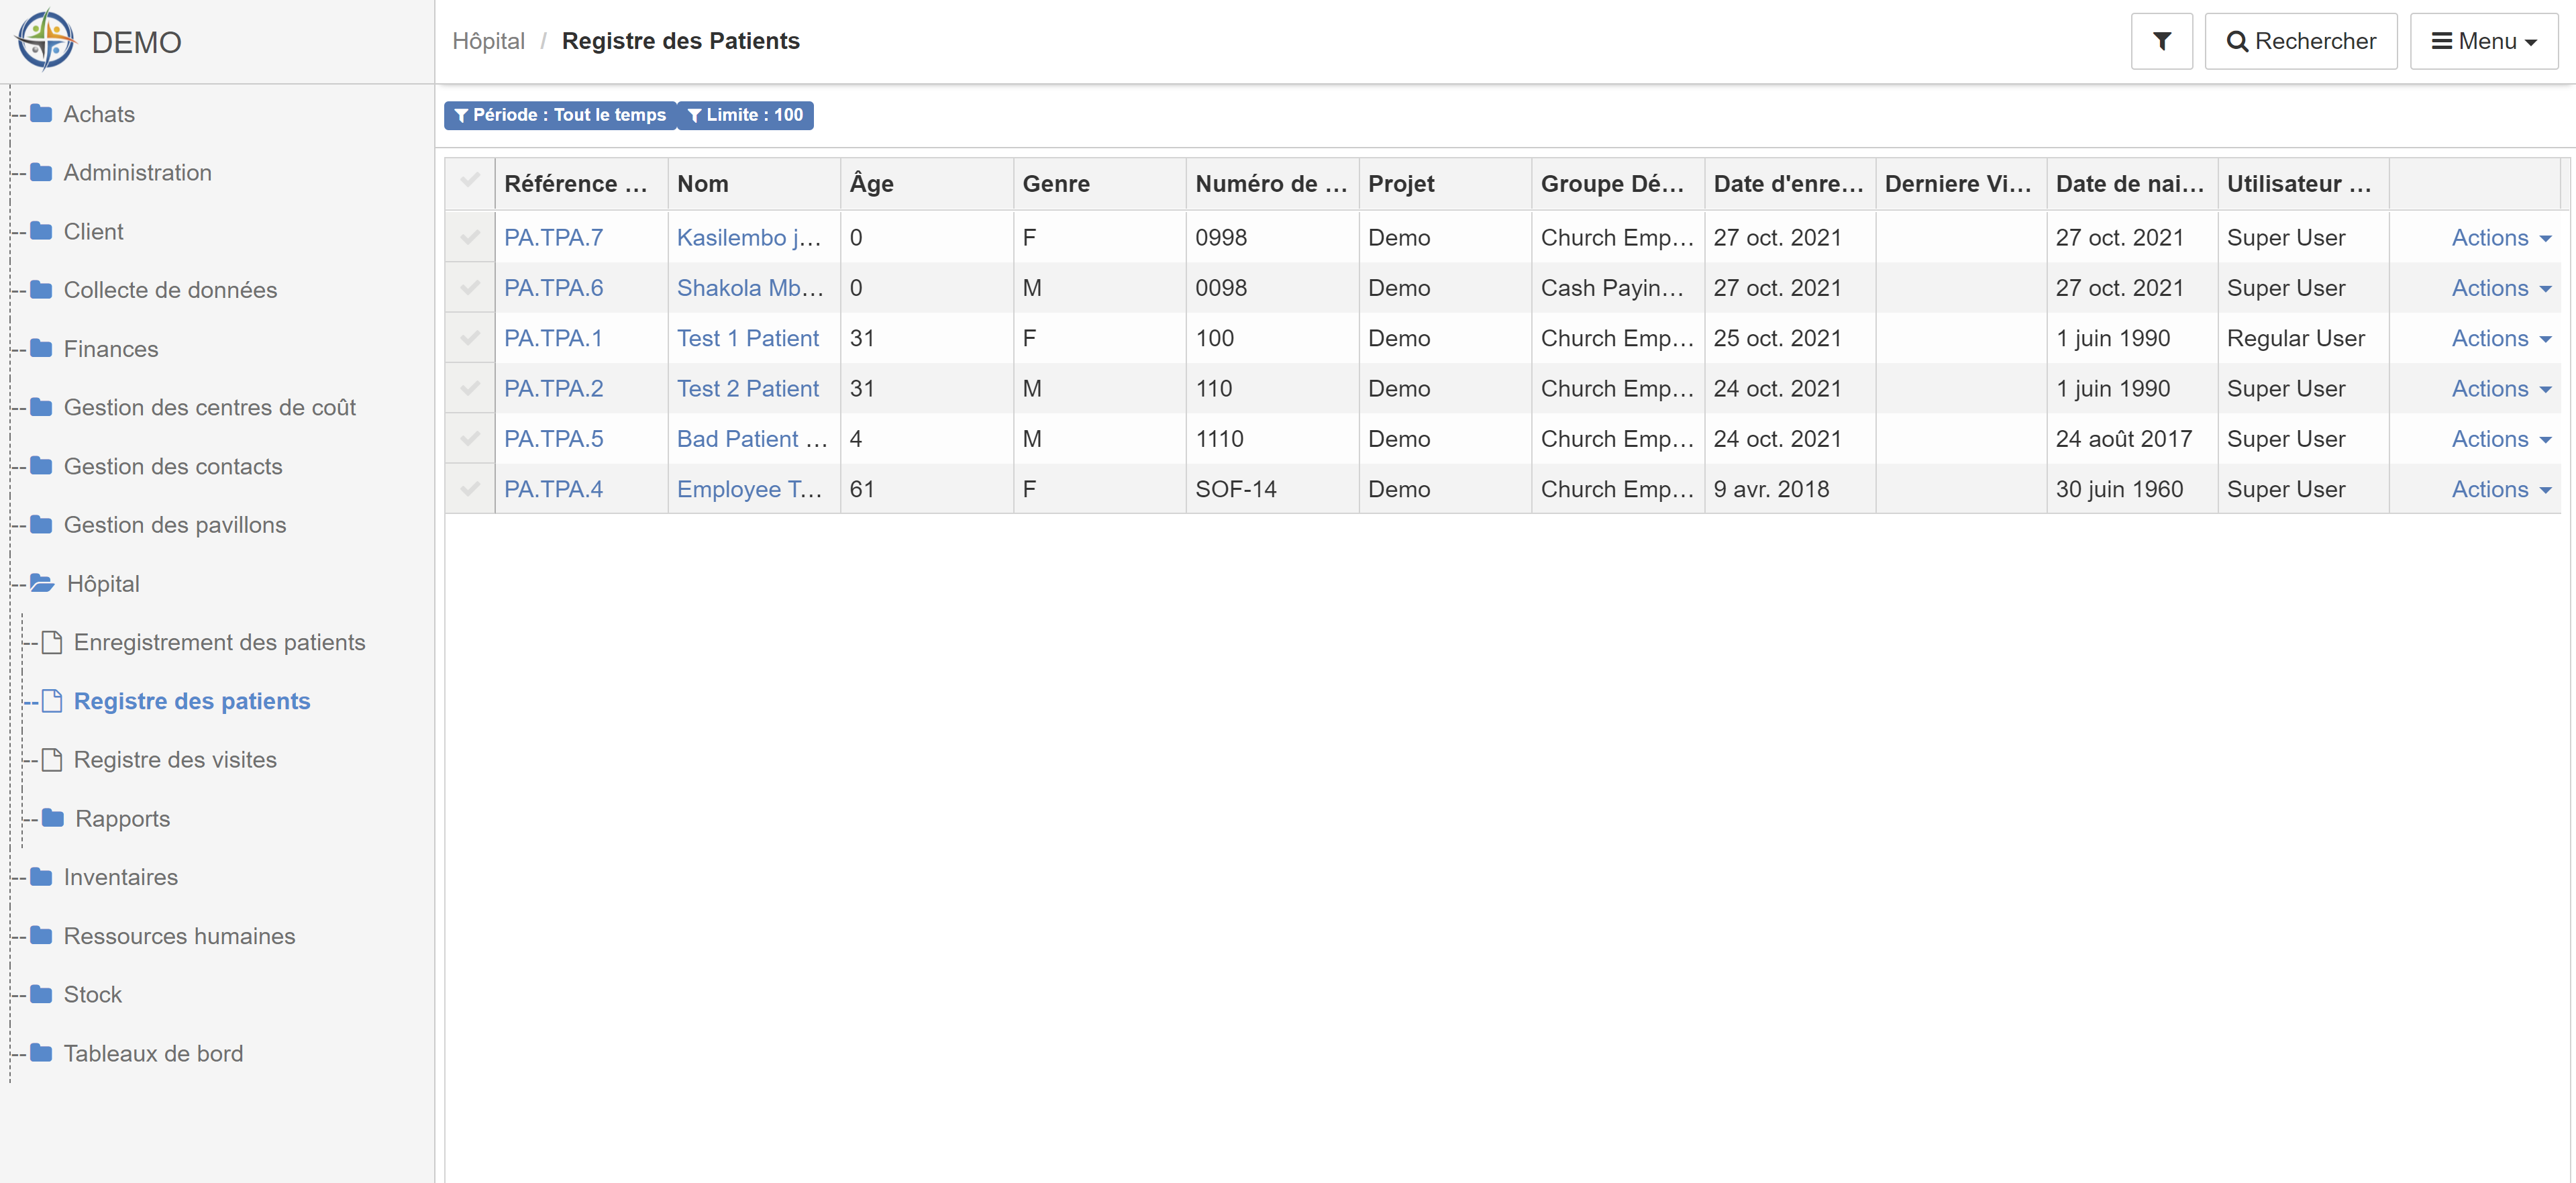 DEMO
Hôpital / Registre des Patients
Rechercher
Menu
Achats
Administration
Client
Collecte de données
Finances
Gestion des centres de coût
Gestion des contacts
Gestion des pavillons
Hôpital
Enregistrement des patients
Registre des patients
Registre des visites
Rapports
Inventaires
Ressources humaines
Stock
Tableaux de bord
Période : Tout le temps Limite : 100
Référence ... Nom Âge Genre Numéro de ... Projet Groupe Dé... Date d'enre... Derniere Vi... Date de nai... Utilisateur ...
PA.TPA.7 Kasilembo j... 0 F 0998 Demo Church Emp... 27 oct. 2021 27 oct. 2021 Super User Actions
PA.TPA.6 Shakola Mb... 0 M 0098 Demo Cash Payin... 27 oct. 2021 27 oct. 2021 Super User Actions
PA.TPA.1 Test 1 Patient 31 F 100 Demo Church Emp... 25 oct. 2021 1 juin 1990 Regular User Actions
PA.TPA.2 Test 2 Patient 31 M 110 Demo Church Emp... 24 oct. 2021 1 juin 1990 Super User Actions
PA.TPA.5 Bad Patient ... 4 M 1110 Demo Church Emp... 24 oct. 2021 24 août 2017 Super User Actions
PA.TPA.4 Employee T... 61 F SOF-14 Demo Church Emp... 9 avr. 2018 30 juin 1960 Super User Actions